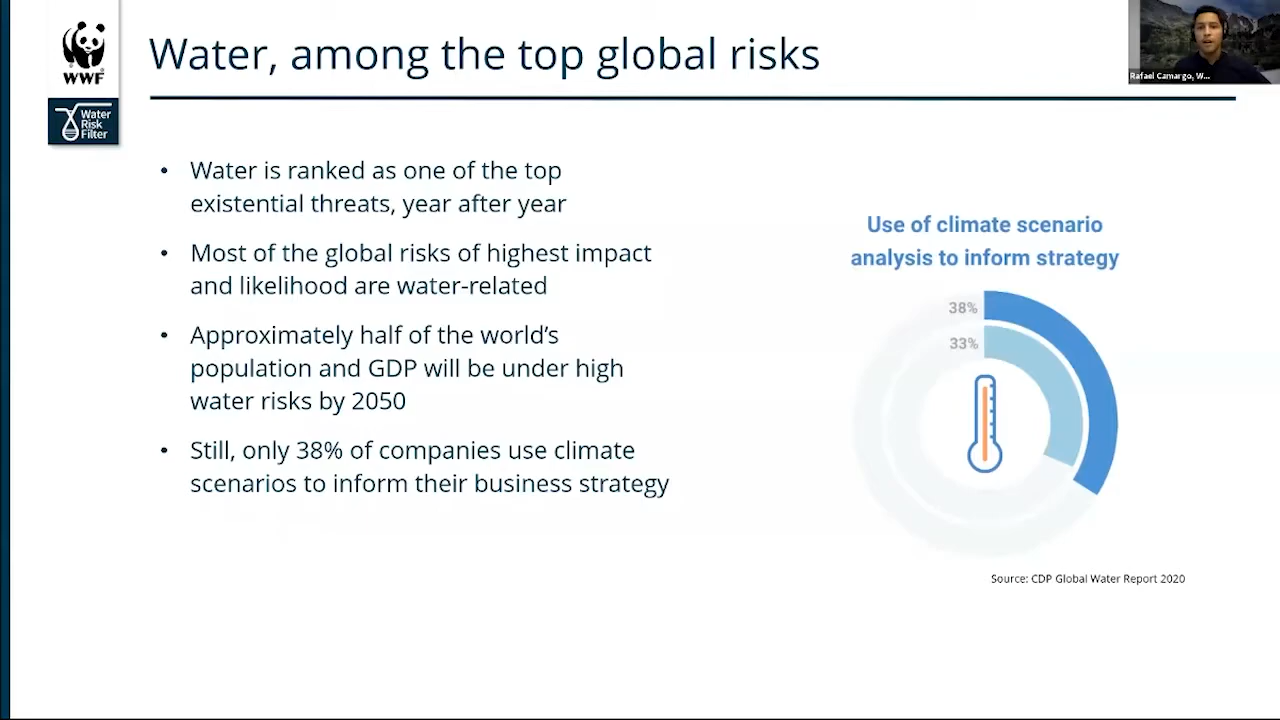 WWF
Water
Risk
Filter
Water, among the top global risks
Rafael Camargo, W...
• Water is ranked as one of the top
existential threats, year after year
• Most of the global risks of highest impact
and likelihood are water-related
• Approximately half of the world’s
population and GDP will be under high
water risks by 2050
• Still, only 38% of companies use climate
scenarios to inform their business strategy
Use of climate scenario
analysis to inform strategy
38%
33%
Source: CDP Global Water Report 2020